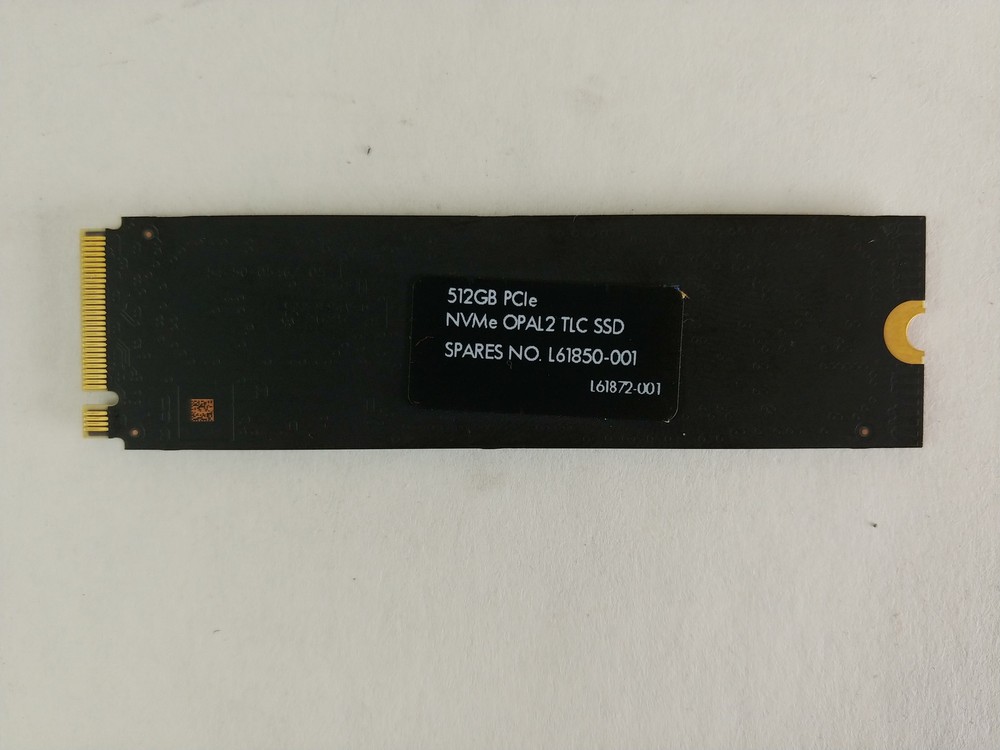 512GB PCIe
NVMe OPAL2 TLC SSD
SPARES NO. L61850-001
L61872-001